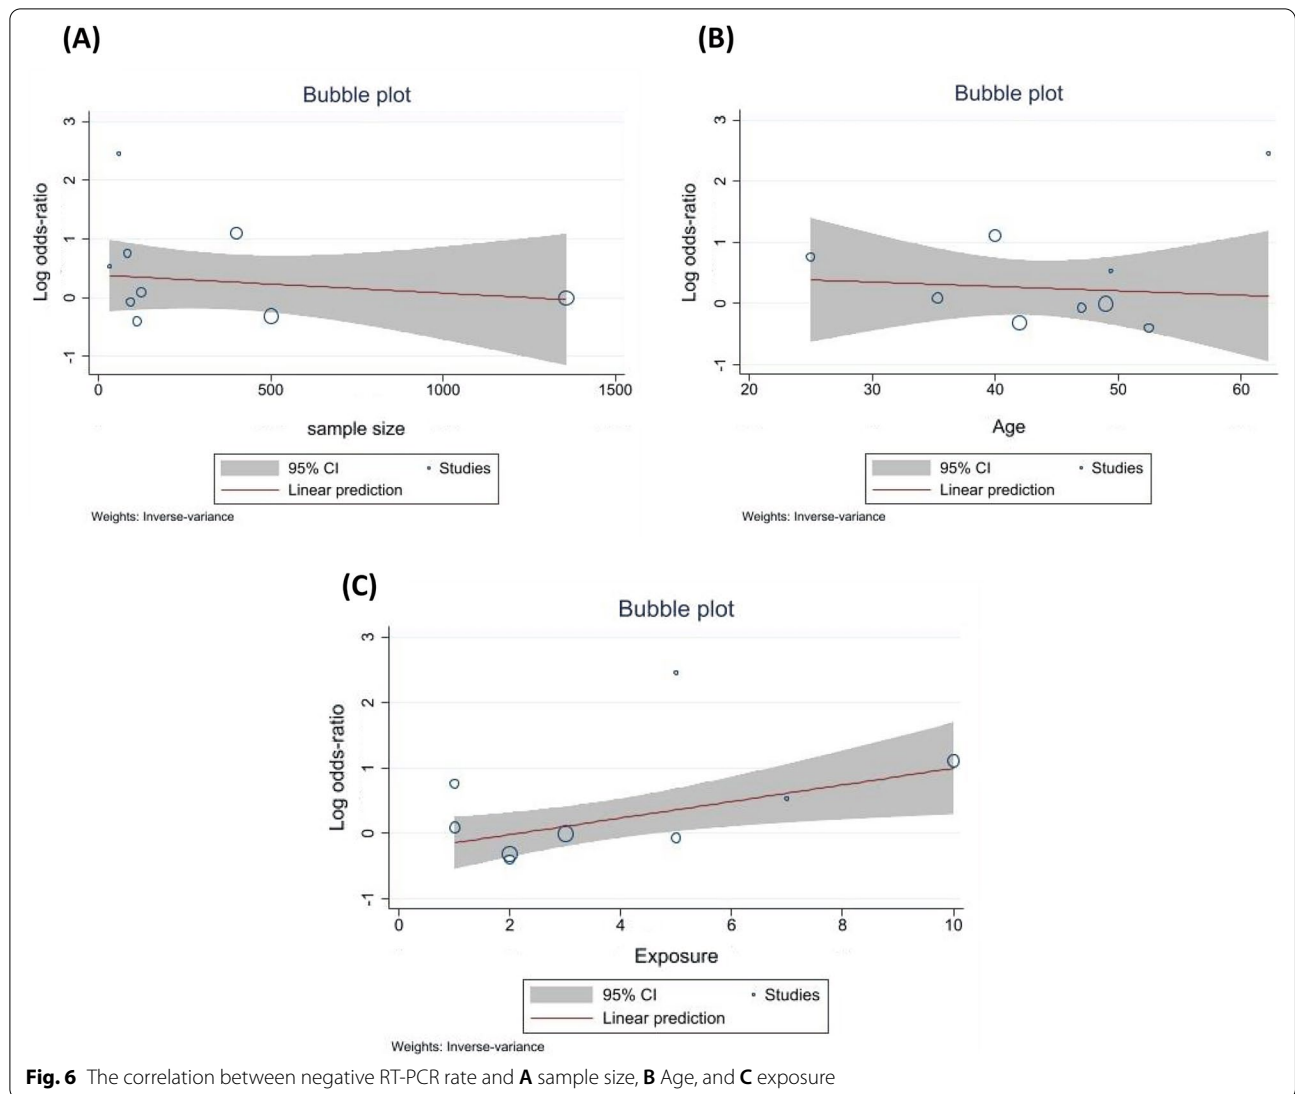 (A)
Bubble plot
3
2
1
0
-1
Log odds-ratio
0 500 1000 1500
sample size
95% CI Studies
Linear prediction
Weights: Inverse-variance
(B)
Bubble plot
3
2
1
0
-1
Log odds-ratio
20 30 40 50 60
Age
95% CI Studies
Linear prediction
Weights: Inverse-variance
(C)
Bubble plot
3
2
1
0
-1
Log odds-ratio
0 2 4 6 8 10
Exposure
95% CI Studies
Linear prediction
Weights: Inverse-variance
Fig. 6 The correlation between negative RT-PCR rate and A sample size, B Age, and C exposure